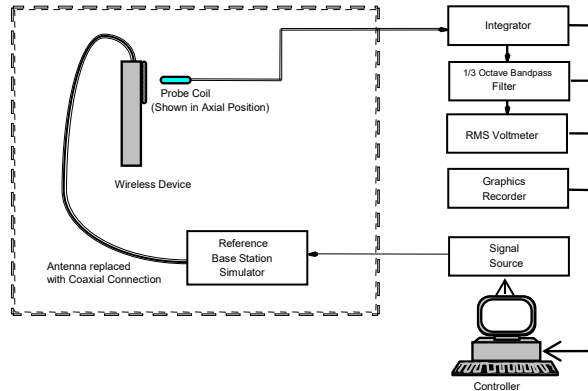 Integrator
1/3 Octave Bandpass
Filter
RMS Voltmeter
Graphics
Recorder
Signal
Source
Controller
Probe Coil
(Shown in Axial Position)
Wireless Device
Reference
Base Station
Simulator
Antenna replaced
with Coaxial Connection